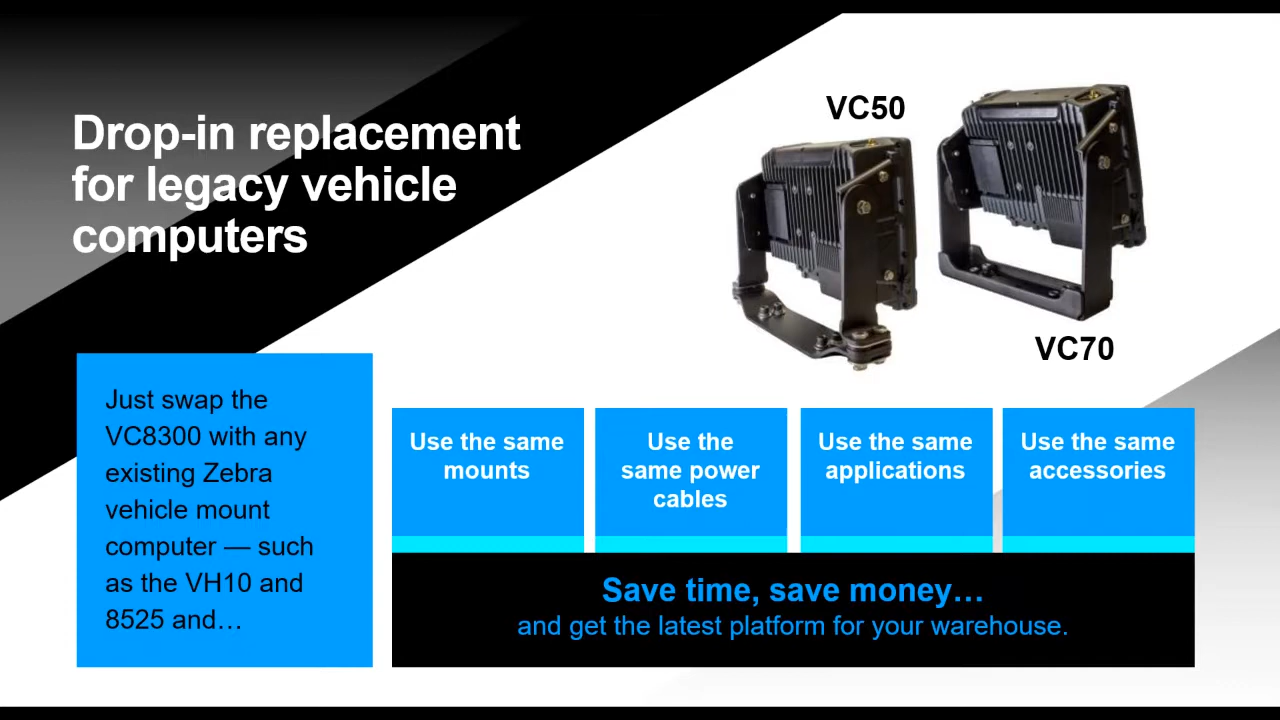 Drop-in replacement
for legacy vehicle
computers
VC50
VC70
Just swap the
VC8300 with any
existing Zebra
vehicle mount
computer — such
as the VH10 and
8525 and…
Use the same
mounts
Use the
same power
cables
Use the same
applications
Use the same
accessories
Save time, save money…
and get the latest platform for your warehouse.